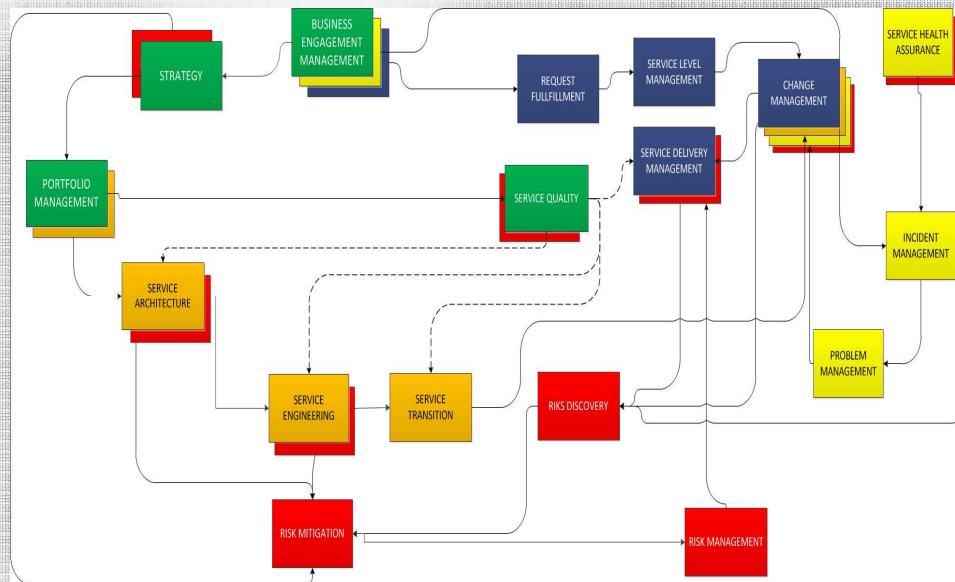 BUSINESS
ENGAGEMENT
MANAGEMENT
SERVICE HEALTH
ASSURANCE
STRATEGY
REQUEST
FULLFILLMENT
SERVICE LEVEL
MANAGEMENT
CHANGE
MANAGEMENT
SERVICE DELIVERY
MANAGEMENT
PORTFOLIO
MANAGEMENT
SERVICE QUALITY
INCIDENT
MANAGEMENT
SERVICE
ARCHITECTURE
PROBLEM
MANAGEMENT
SERVICE
ENGINEERING
SERVICE
TRANSITION
RIKS DISCOVERY
RISK MITIGATION
RISK MANAGEMENT